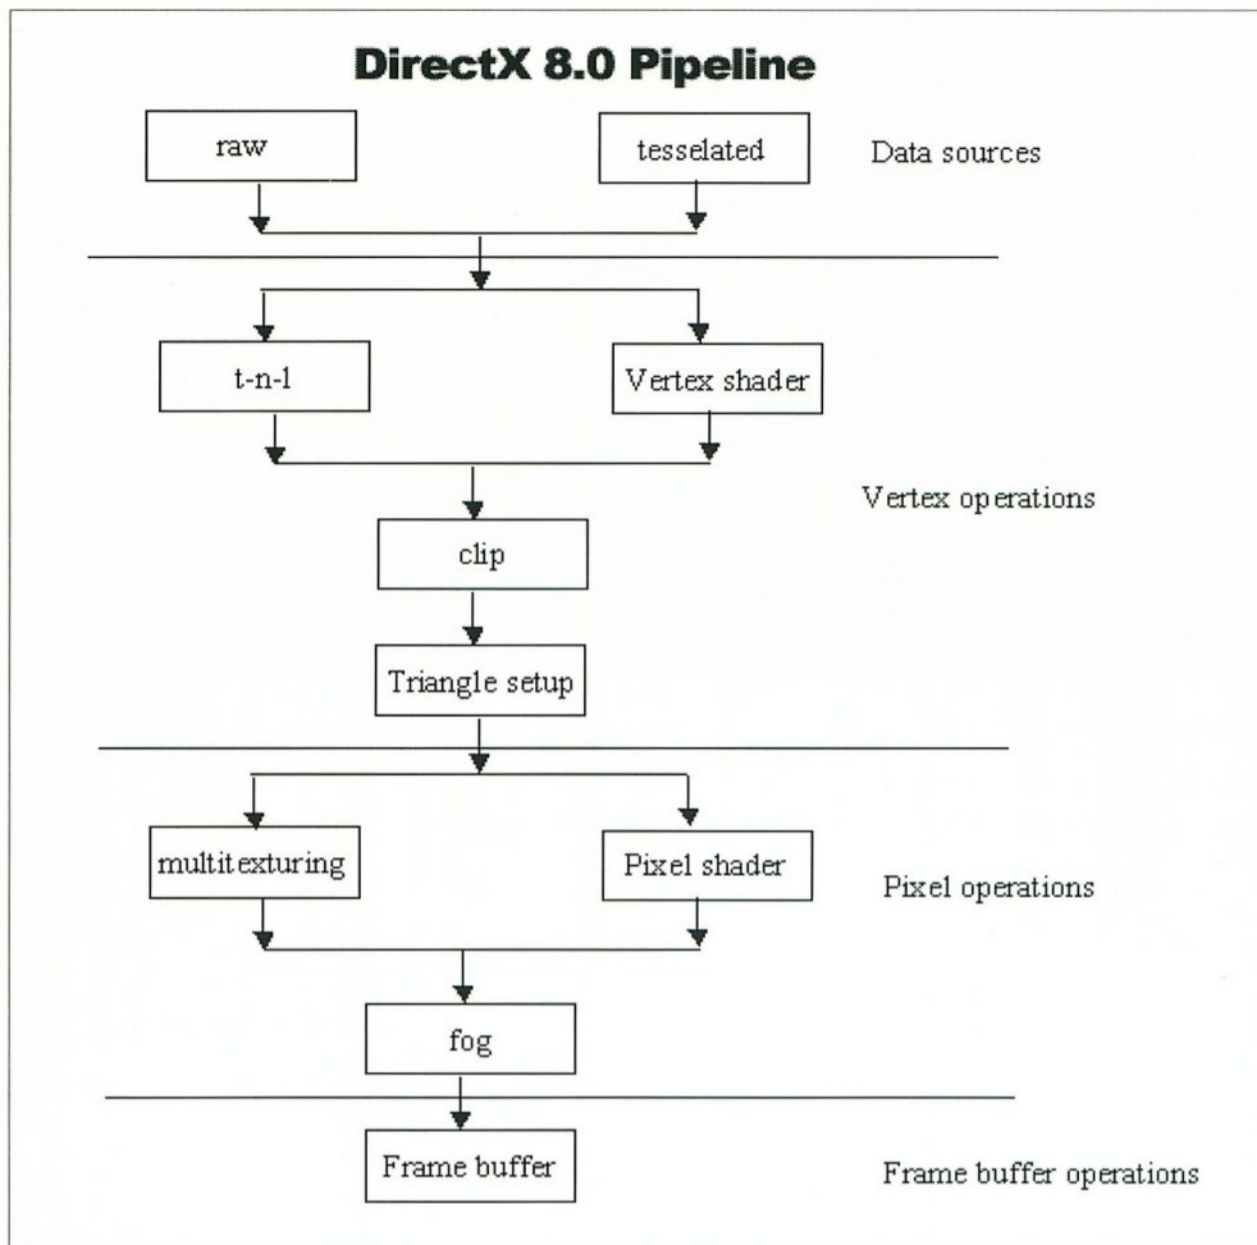 DirectX 8.0 Pipeline
raw
tesselated
Data sources
t-n-l
Vertex shader
Vertex operations
clip
Triangle setup
multitexturing
Pixel shader
Pixel operations
fog
Frame buffer
Frame buffer operations